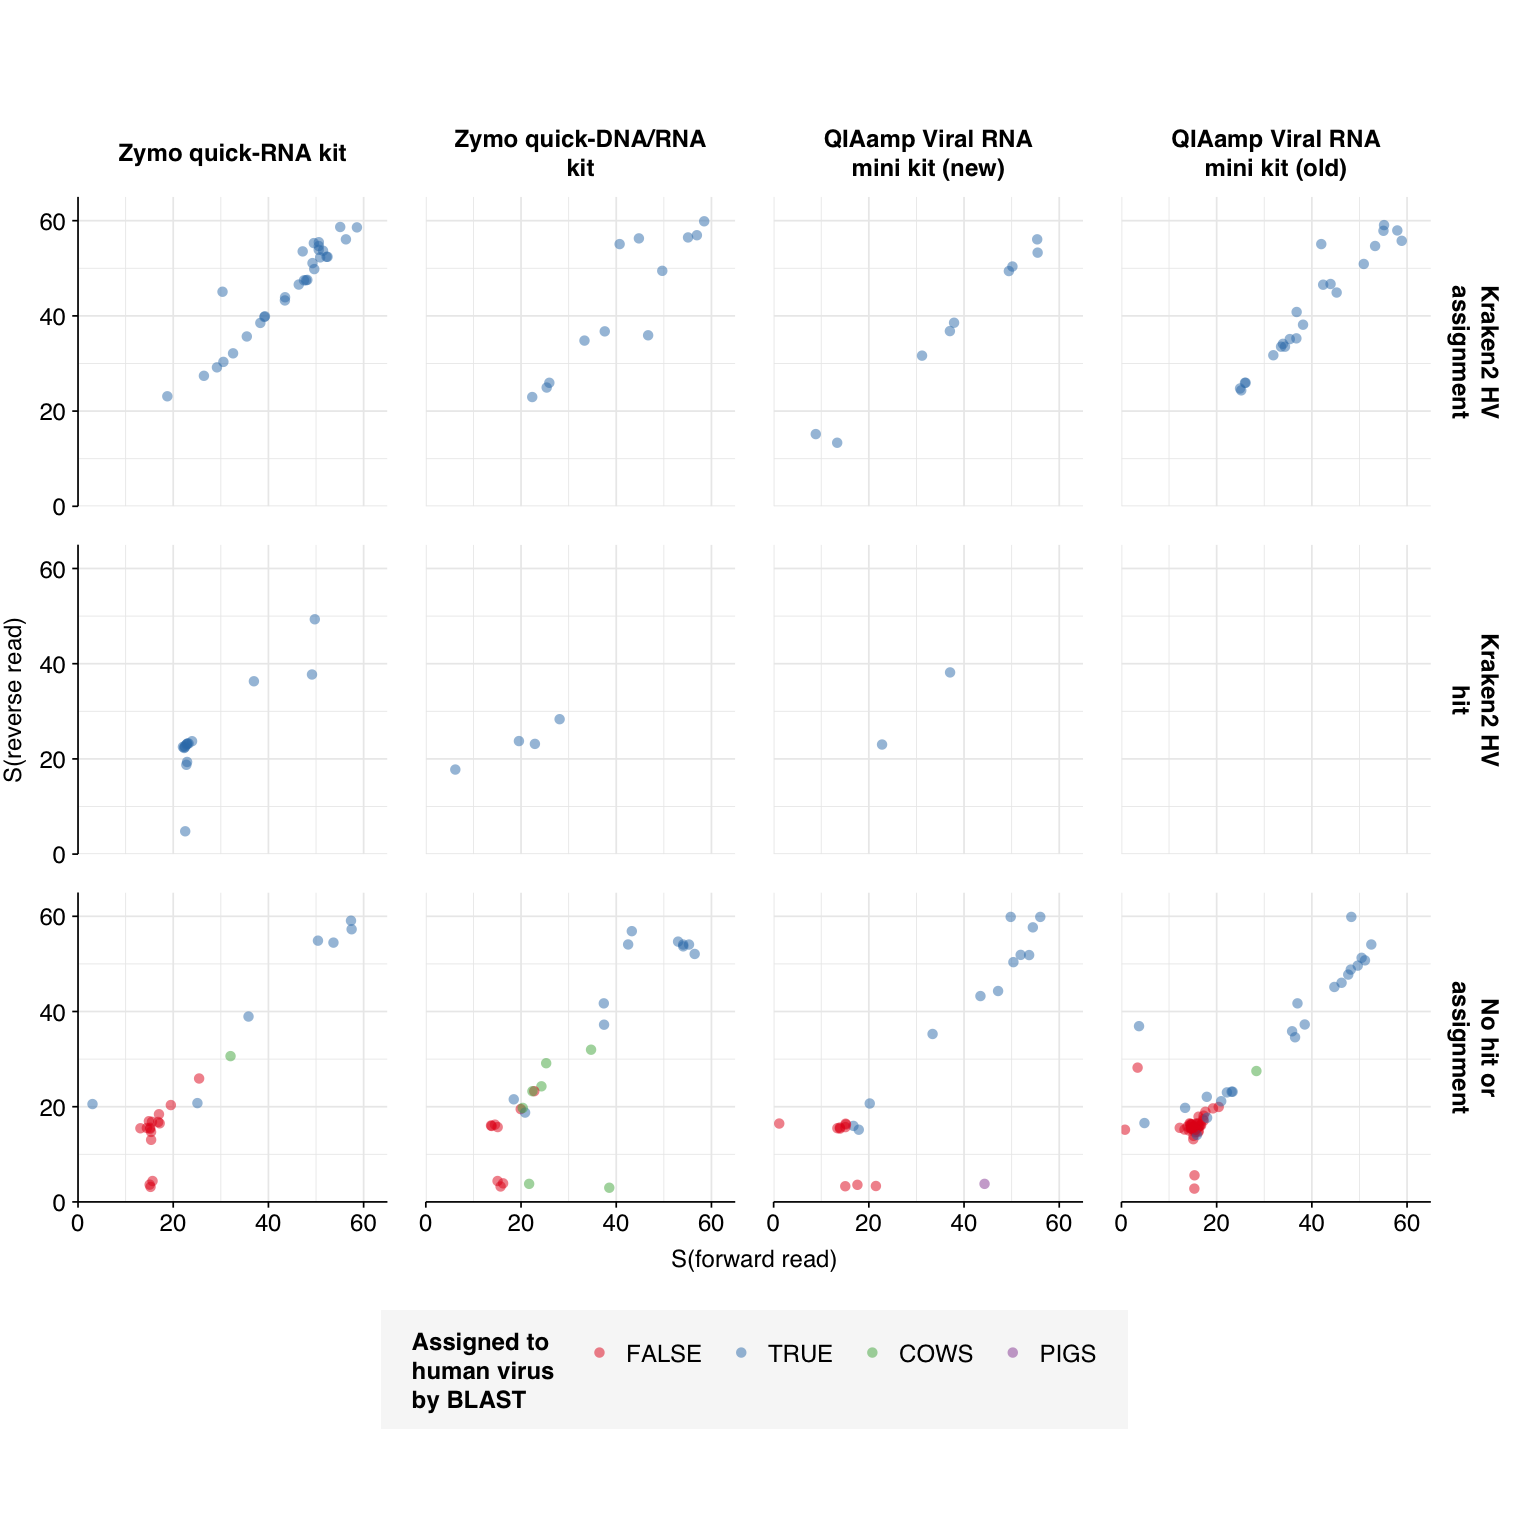 Zymo quick-RNA kit
Zymo quick-DNA/RNA
kit
QIAamp Viral RNA
mini kit (new)
QIAamp Viral RNA
mini kit (old)
60
40
20
0
Kraken2 HV
assignment
60
40
20
0
Kraken2 HV
hit
60
40
20
0
No hit or
assignment
S(reverse read)
0 20 40 60
0 20 40 60
0 20 40 60
0 20 40 60
S(forward read)
Assigned to
human virus
by BLAST
FALSE
TRUE
COWS
PIGS